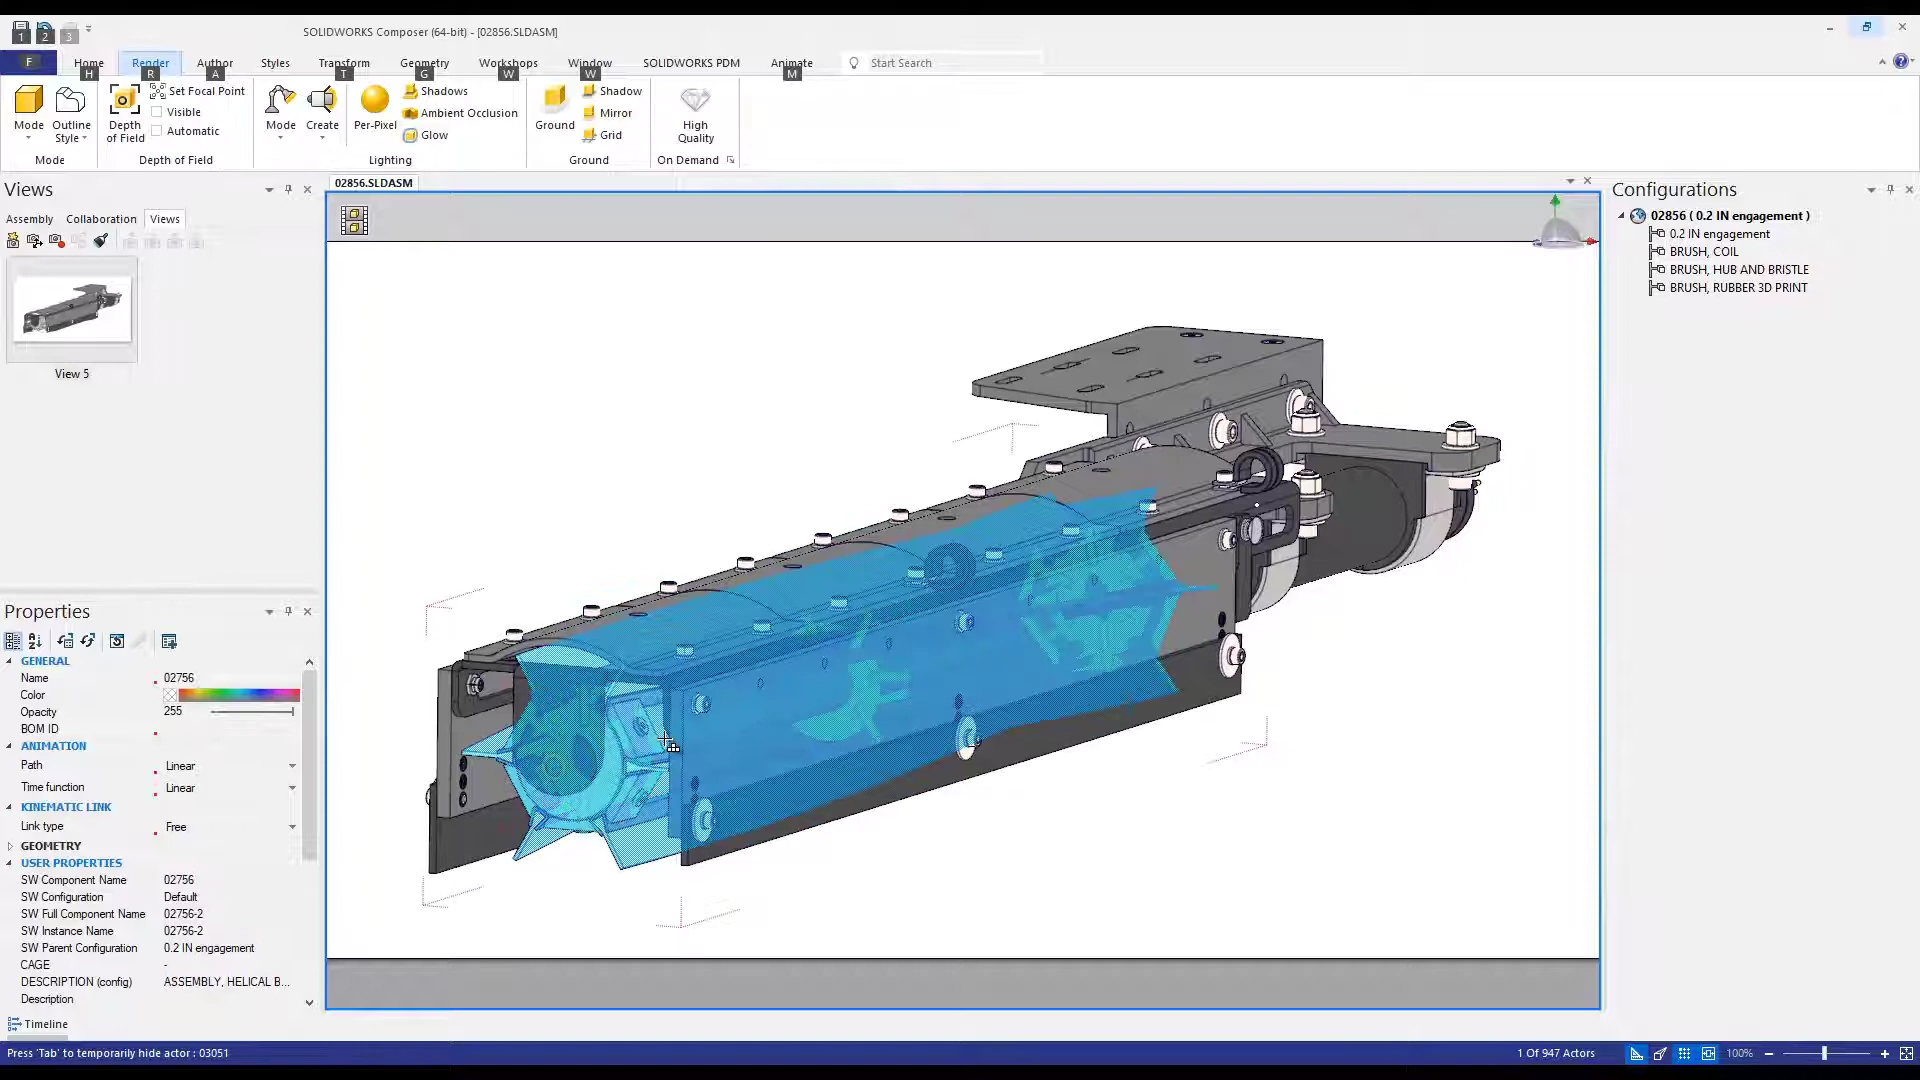 1 2 3
SOLIDWORKS Composer (64-bit) - [02856.SLDASM]
F
Home Render Author Styles Transform Geometry Workshops Window SOLIDWORKS PDM Animate Start Search
H R A T G W W M
Set Focal Point
Visible
Automatic
Shadows
Ambient Occlusion
Glow
Shadow
Mirror
Grid
Mode Outline Style Depth of Field Mode Create Per-Pixel Ground High Quality
Mode Depth of Field Lighting Ground On Demand
Views
Assembly Collaboration Views
View 5
02856.SLDASM
Configurations
02856 ( 0.2 IN engagement )
0.2 IN engagement
BRUSH, COIL
BRUSH, HUB AND BRISTLE
BRUSH, RUBBER 3D PRINT
Properties
GENERAL
Name 02756
Color
Opacity 255
BOM ID
ANIMATION
Path Linear
Time function Linear
KINEMATIC LINK
Link type Free
GEOMETRY
USER PROPERTIES
SW Component Name 02756
SW Configuration Default
SW Full Component Name 02756-2
SW Instance Name 02756-2
SW Parent Configuration 0.2 IN engagement
CAGE -
DESCRIPTION (config) ASSEMBLY, HELICAL B...
Description
Timeline
Press 'Tab' to temporarily hide actor : 03051
1 Of 947 Actors
100%